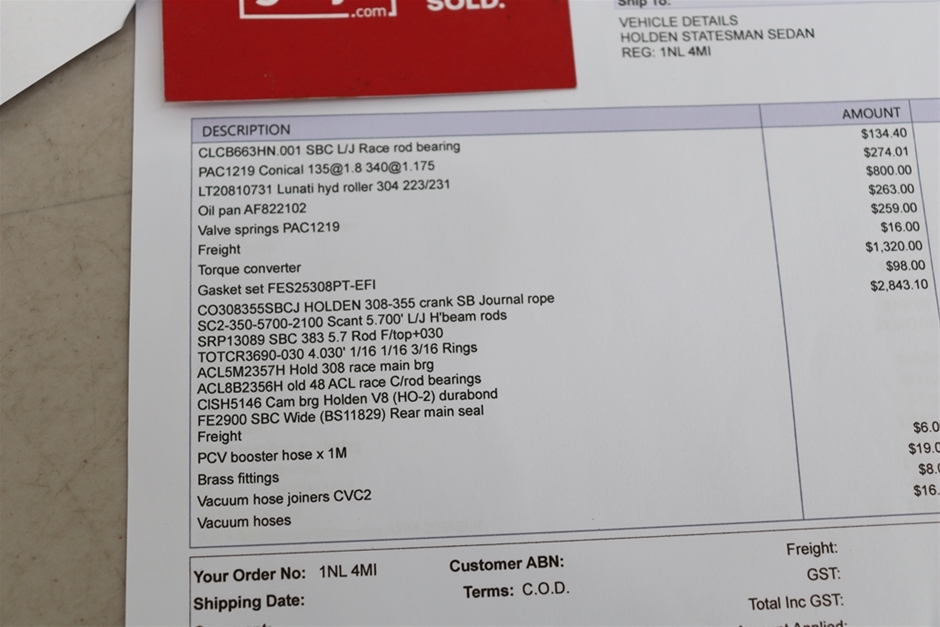 .com
SOLD.
Ship To:
VEHICLE DETAILS
HOLDEN STATESMAN SEDAN
REG: 1NL 4MI
DESCRIPTION AMOUNT
CLCB663HN.001 SBC L/J Race rod bearing $134.40
PAC1219 Conical 135@1.8 340@1.175 $274.01
LT20810731 Lunati hyd roller 304 223/231 $800.00
Oil pan AF822102 $263.00
Valve springs PAC1219 $259.00
Freight $16.00
Torque converter $1,320.00
Gasket set FES25308PT-EFI $98.00
CO308355SBCJ HOLDEN 308-355 crank SB Journal rope $2,843.10
SC2-350-5700-2100 Scant 5.700' L/J H'beam rods
SRP13089 SBC 383 5.7 Rod F/top+030
TOTCR3690-030 4.030' 1/16 1/16 3/16 Rings
ACL5M2357H Hold 308 race main brg
ACL8B2356H old 48 ACL race C/rod bearings
CISH5146 Cam brg Holden V8 (HO-2) durabond
FE2900 SBC Wide (BS11829) Rear main seal
Freight
PCV booster hose x 1M $6.0
Brass fittings $19.0
Vacuum hose joiners CVC2 $8.0
Vacuum hoses $16.
Your Order No: 1NL 4MI Customer ABN: Freight:
Shipping Date: Terms: C.O.D. GST:
Total Inc GST: